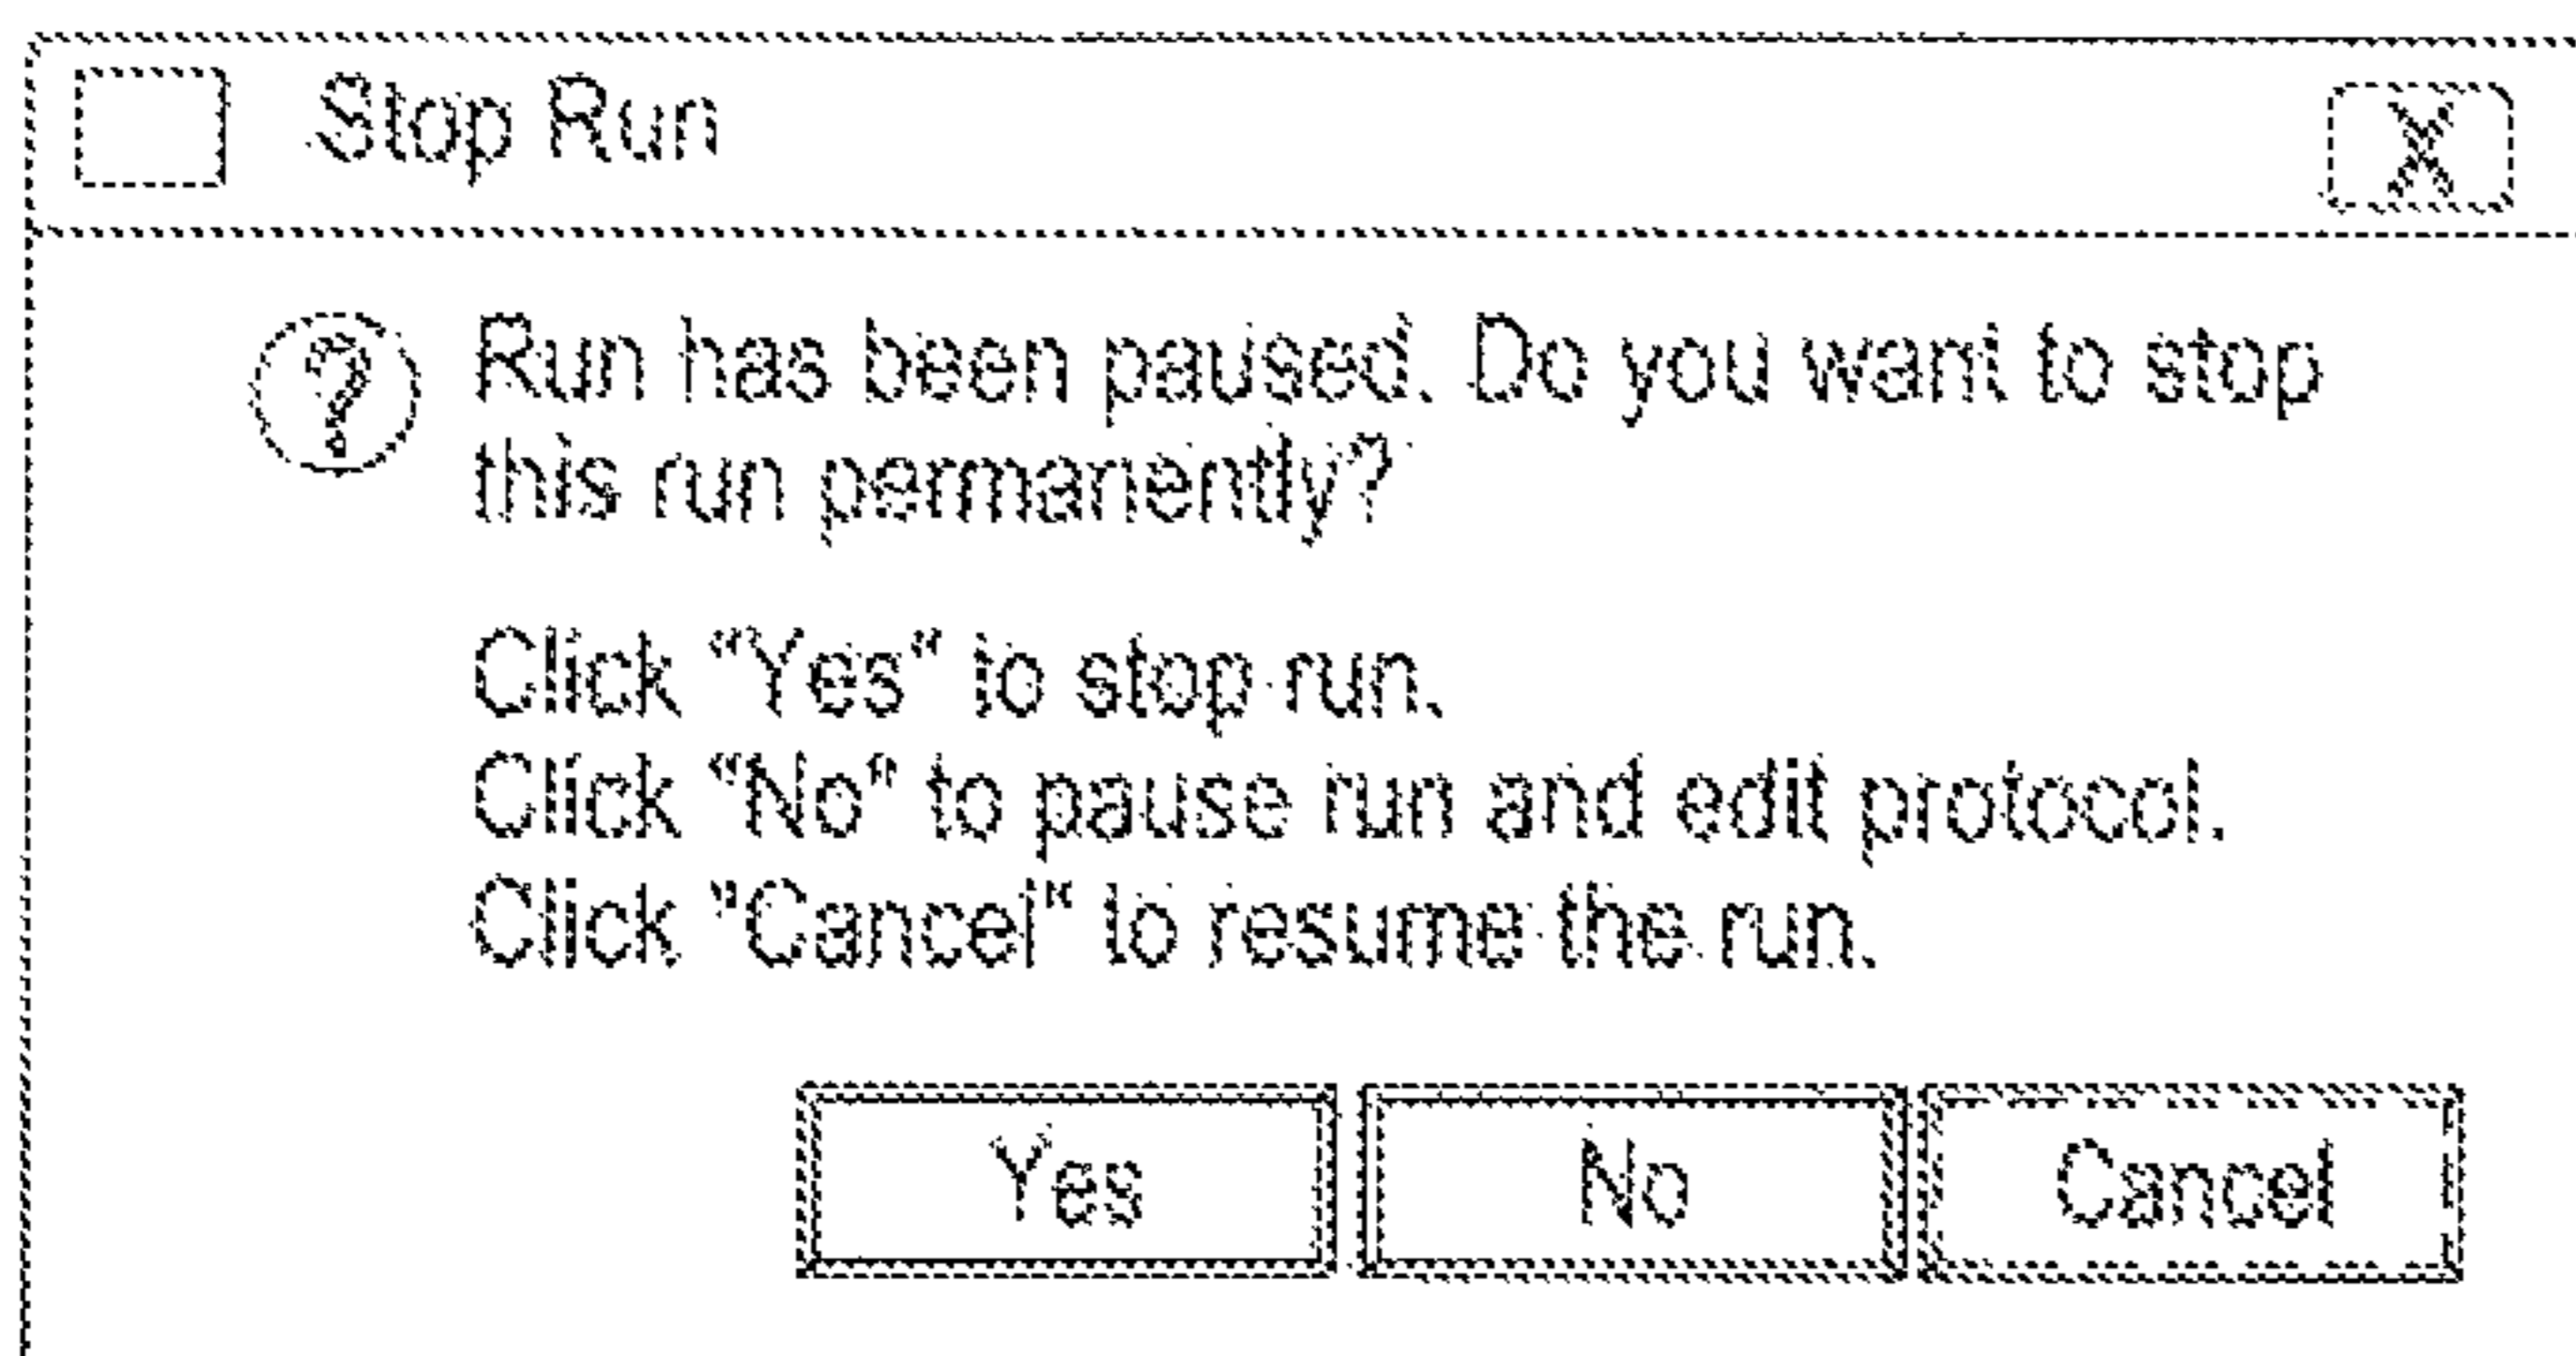 Stop Run
X
? Run has been paused. Do you want to stop
this run permanently?
Click “Yes“ to stop run.
Click “No” to pause run and edit protocol.
Click "Cancel“ to resume the run.
Yes No Cancel